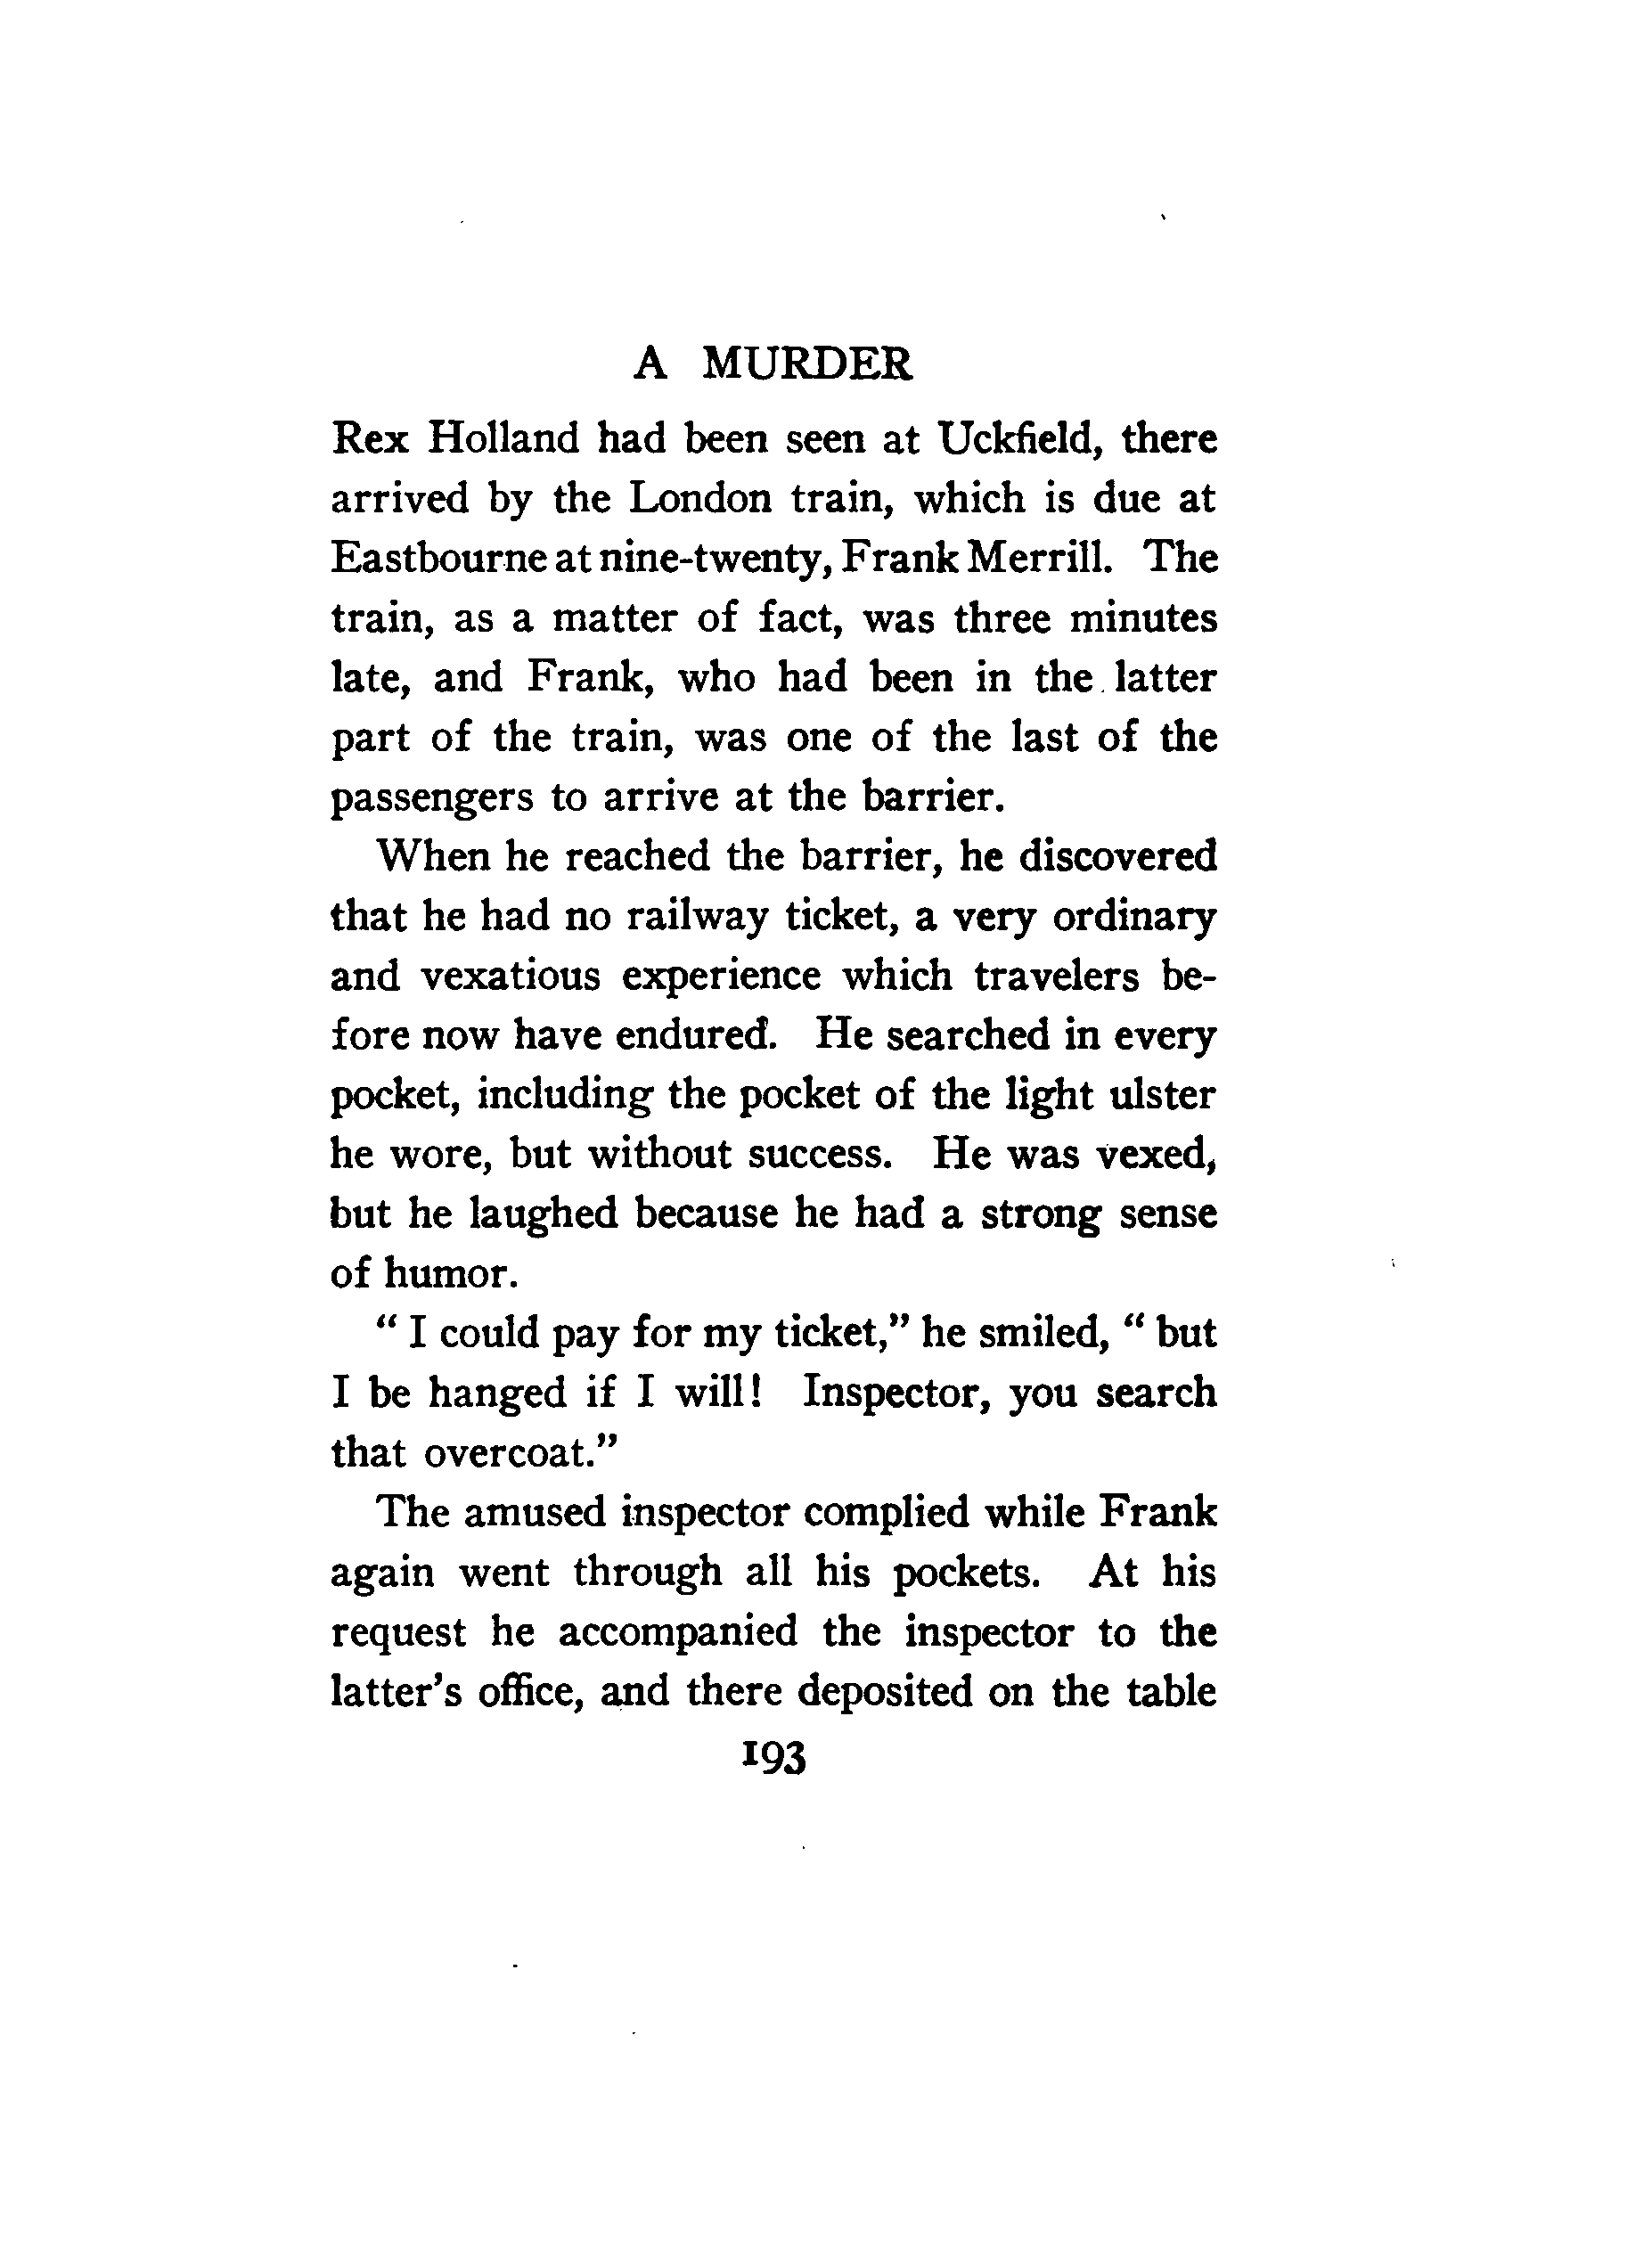 A MURDER
Rex Holland had been seen at Uckfield, there
arrived by the London train, which is due at
Eastbourne at nine-twenty, Frank Merrill. The
train, as a matter of fact, was three minutes
late, and Frank, who had been in the latter
part of the train, was one of the last of the
passengers to arrive at the barrier.
When he reached the barrier, he discovered
that he had no railway ticket, a very ordinary
and vexatious experience which travelers be-
fore now have endured. He searched in every
pocket, including the pocket of the light ulster
he wore, but without success. He was vexed,
but he laughed because he had a strong sense
of humor.
" I could pay for my ticket," he smiled, " but
I be hanged if I will! Inspector, you search
that overcoat."
The amused inspector complied while Frank
again went through all his pockets. At his
request he accompanied the inspector to the
latter's office, and there deposited on the table
193